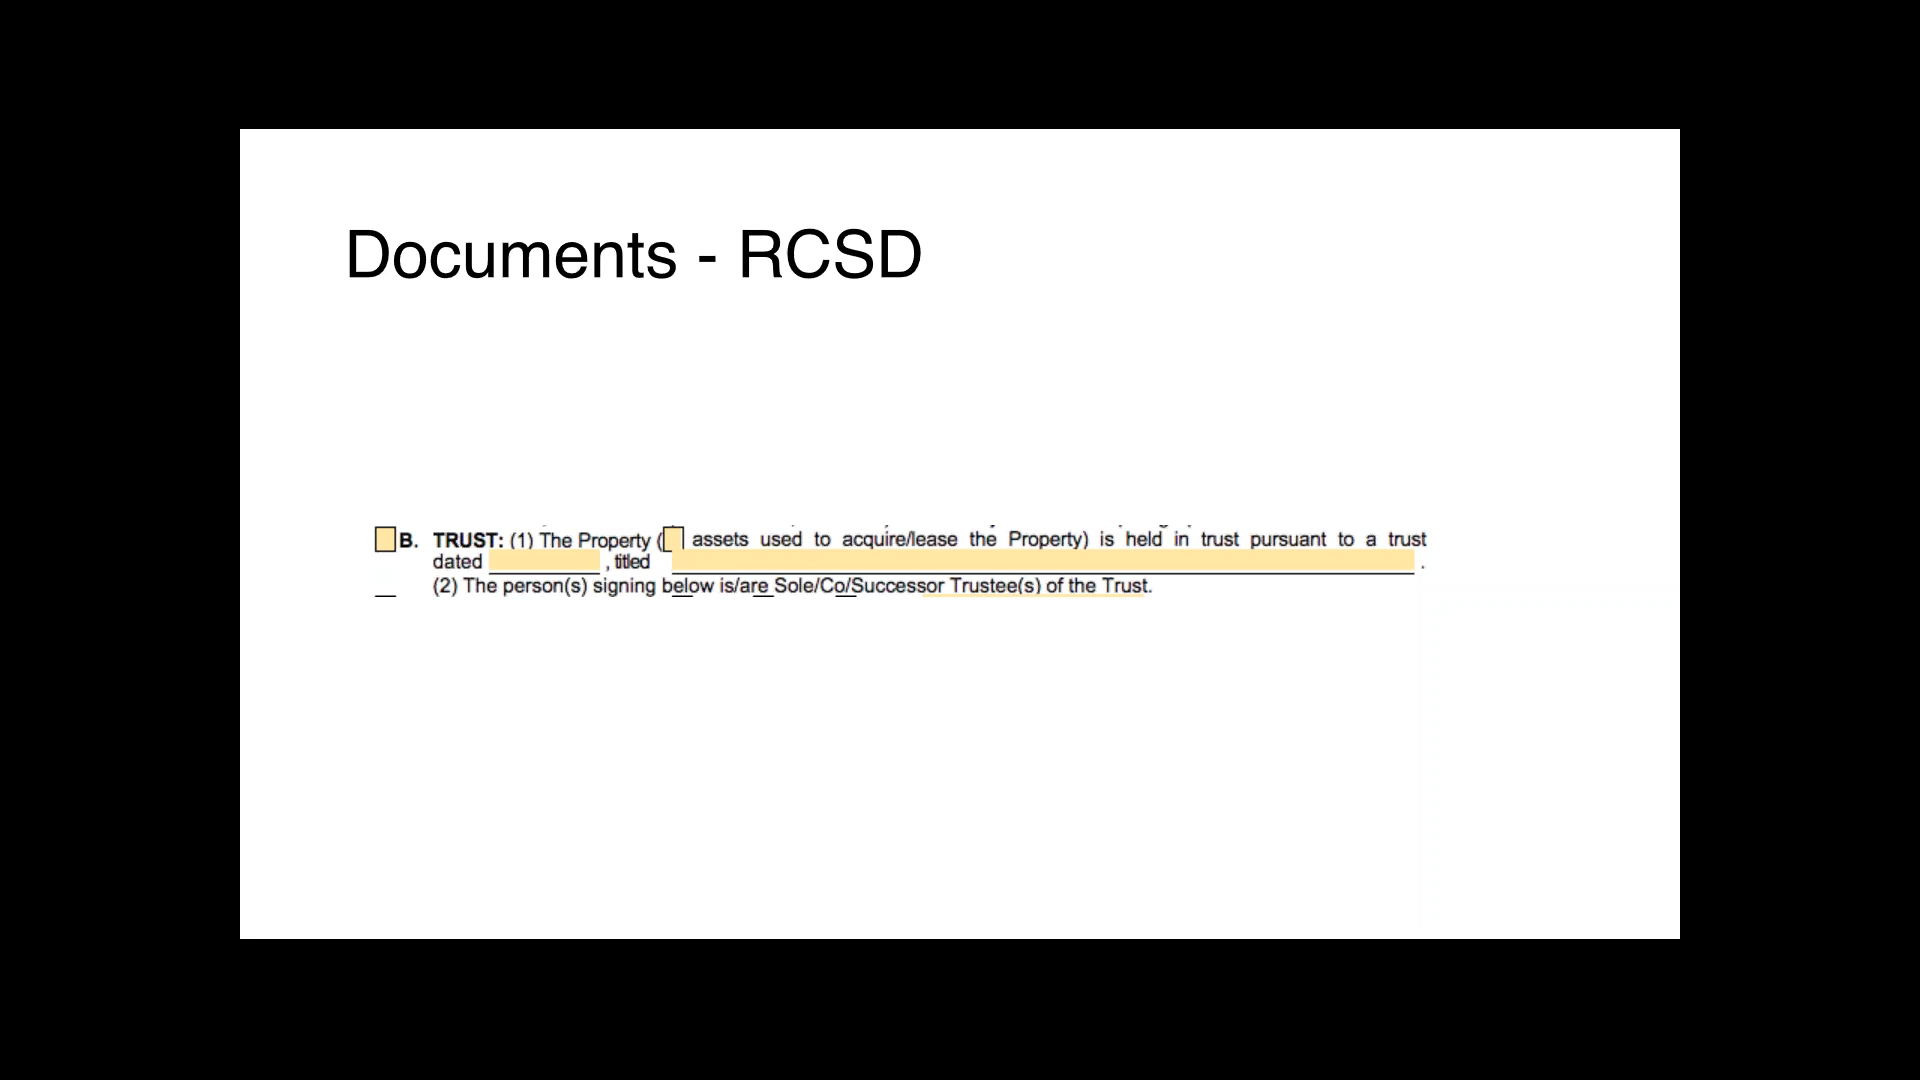 Documents - RCSD
B. TRUST: (1) The Property ( assets used to acquire/lease the Property) is held in trust pursuant to a trust
dated , titled .
(2) The person(s) signing below is/are Sole/Co/Successor Trustee(s) of the Trust.